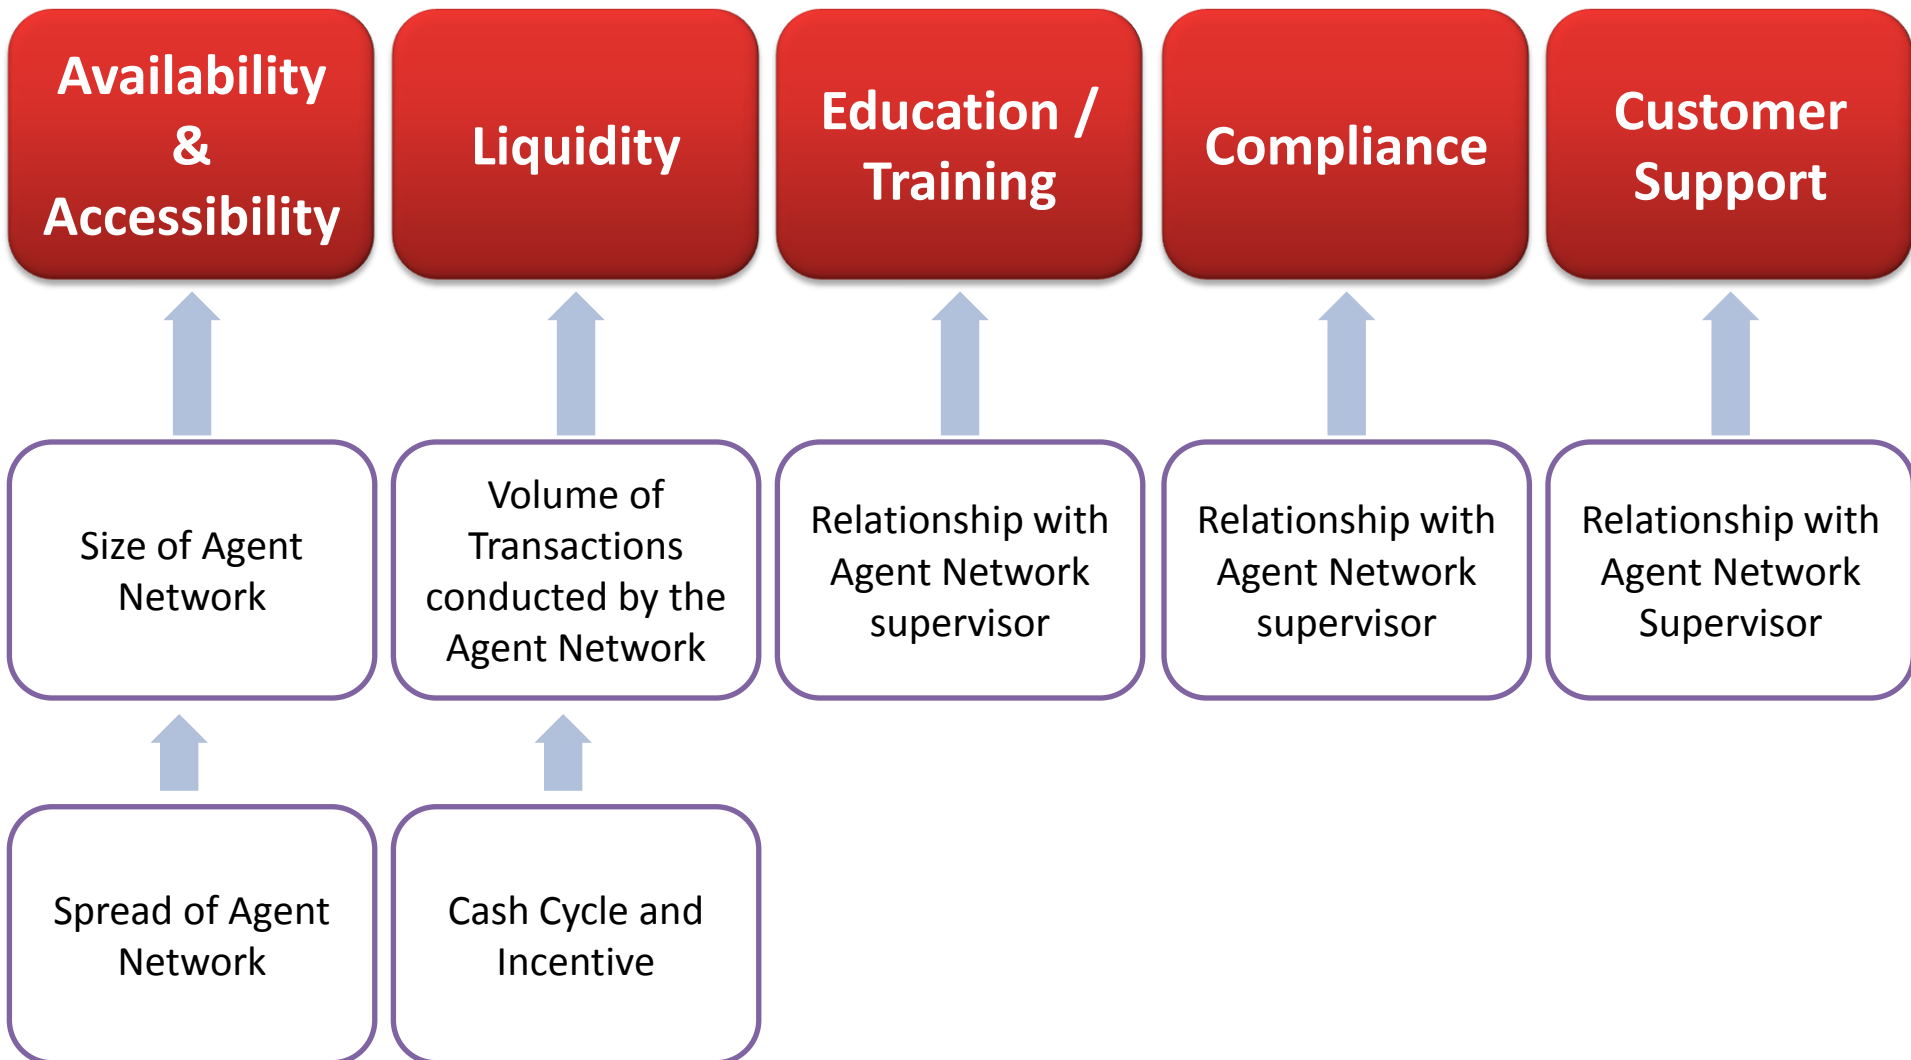 Availability
&
Accessibility
Liquidity
Education /
Training
Compliance
Customer
Support
Size of Agent
Network
Volume of
Transactions
conducted by the
Agent Network
Relationship with
Agent Network
supervisor
Relationship with
Agent Network
supervisor
Relationship with
Agent Network
Supervisor
Spread of Agent
Network
Cash Cycle and
Incentive